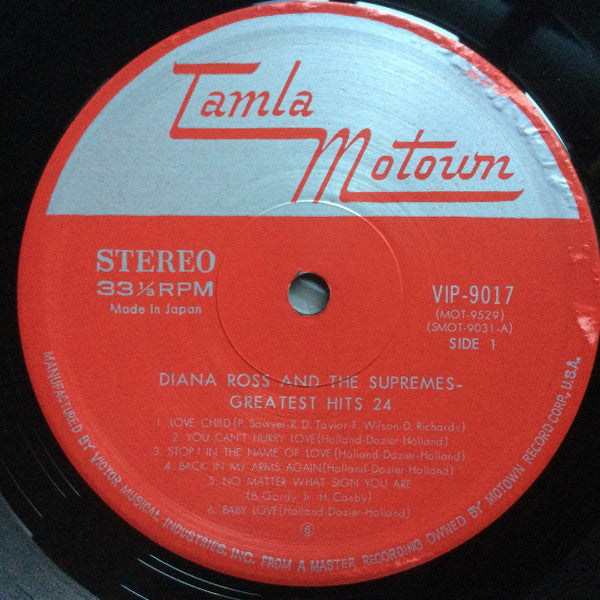 Tamla
Motown
STEREO
33⅓RPM
Made in Japan
VIP-9017
(MOT-9529)
(SMOT-9031-A)
SIDE 1
DIANA ROSS AND THE SUPREMES-
GREATEST HITS 24
1. LOVE CHILD(P. Sawyer-R. D. Taylor-F. Wilson-D. Richards)
2. YOU CAN'T HURRY LOVE(Holland-Dozier-Holland)
3. STOP! IN THE NAME OF LOVE(Holland-Dozier-Holland)
4. BACK IN MY ARMS AGAIN(Holland-Dozier-Holland)
5. NO MATTER WHAT SIGN YOU ARE
(B. Gordy Jr.-H. Cosby)
6. BABY LOVE(Holland-Dozier-Holland)
MANUFACTURED BY VICTOR MUSICAL INDUSTRIES, INC. FROM A MASTER RECORDING OWNED BY MOTOWN RECORD CORP., U.S.A.